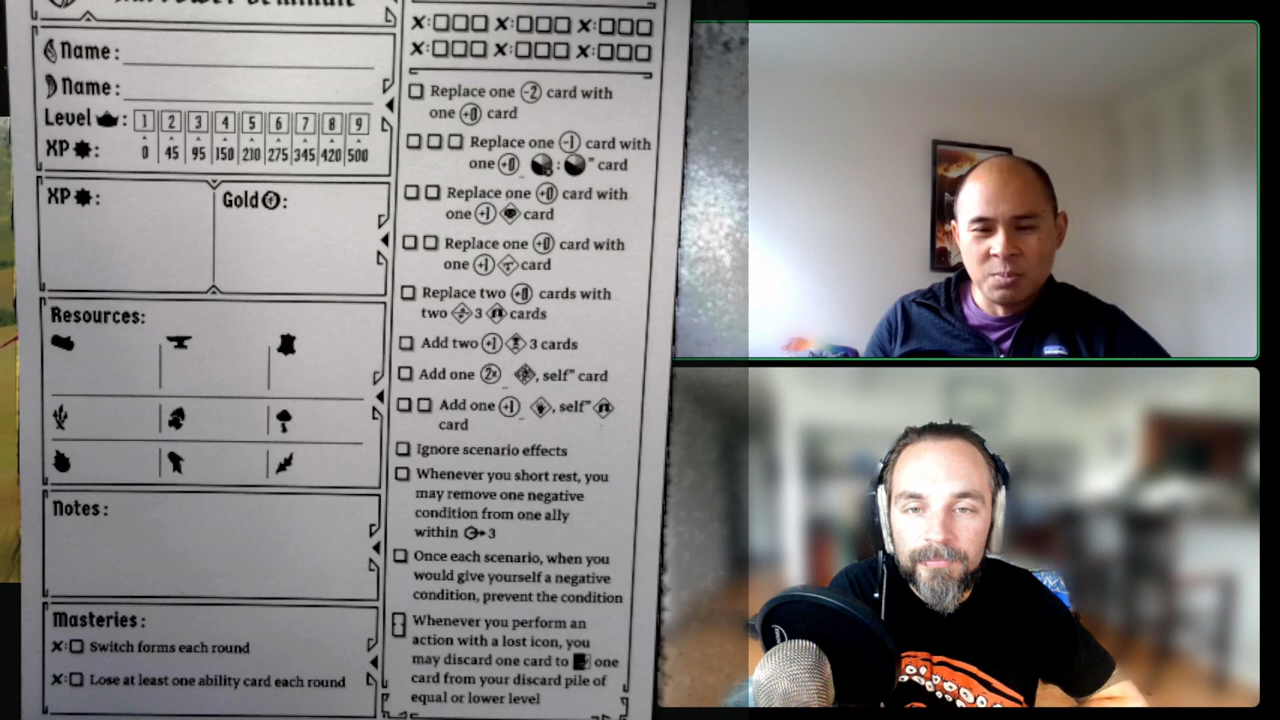 Name:
Name:
Level : 1 2 3 4 5 6 7 8 9
XP : 0 45 95 150 210 275 345 420 500
XP :
Gold :
Resources:
Notes:
Masteries:
Switch forms each round
Lose at least one ability card each round
Replace one -2 card with
one +0 card
Replace one -1 card with
one +0 : " card
Replace one +0 card with
one +1 card
Replace one +0 card with
one +1 card
Replace two +0 cards with
two 3 cards
Add two +1 3 cards
Add one 2x , self" card
Add one +1 , self"
card
Ignore scenario effects
Whenever you short rest, you
may remove one negative
condition from one ally
within 3
Once each scenario, when you
would give yourself a negative
condition, prevent the condition
Whenever you perform an
action with a lost icon, you
may discard one card to one
card from your discard pile of
equal or lower level